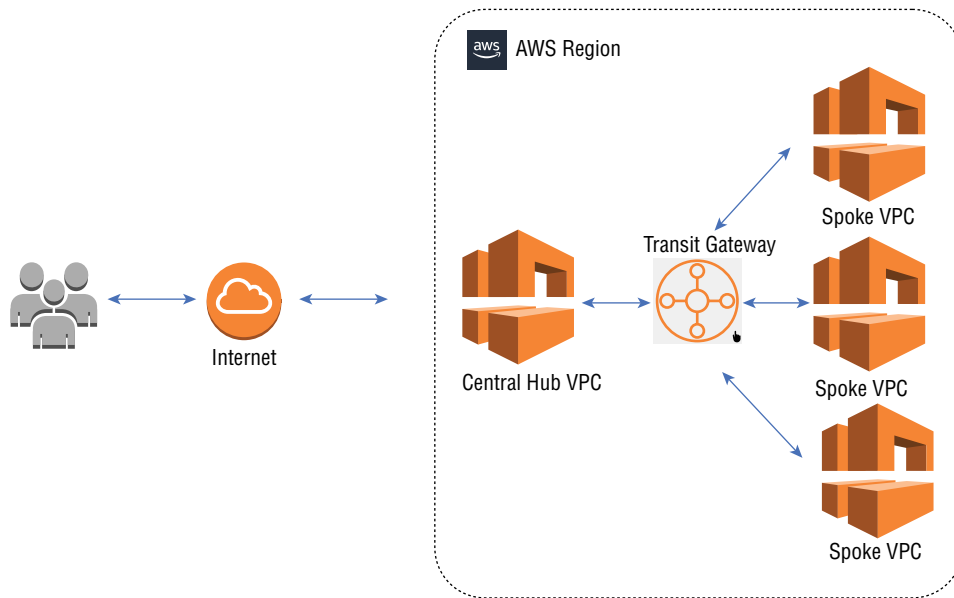 aws
AWS Region
Spoke VPC
Transit Gateway
Internet
Central Hub VPC
Spoke VPC
Spoke VPC